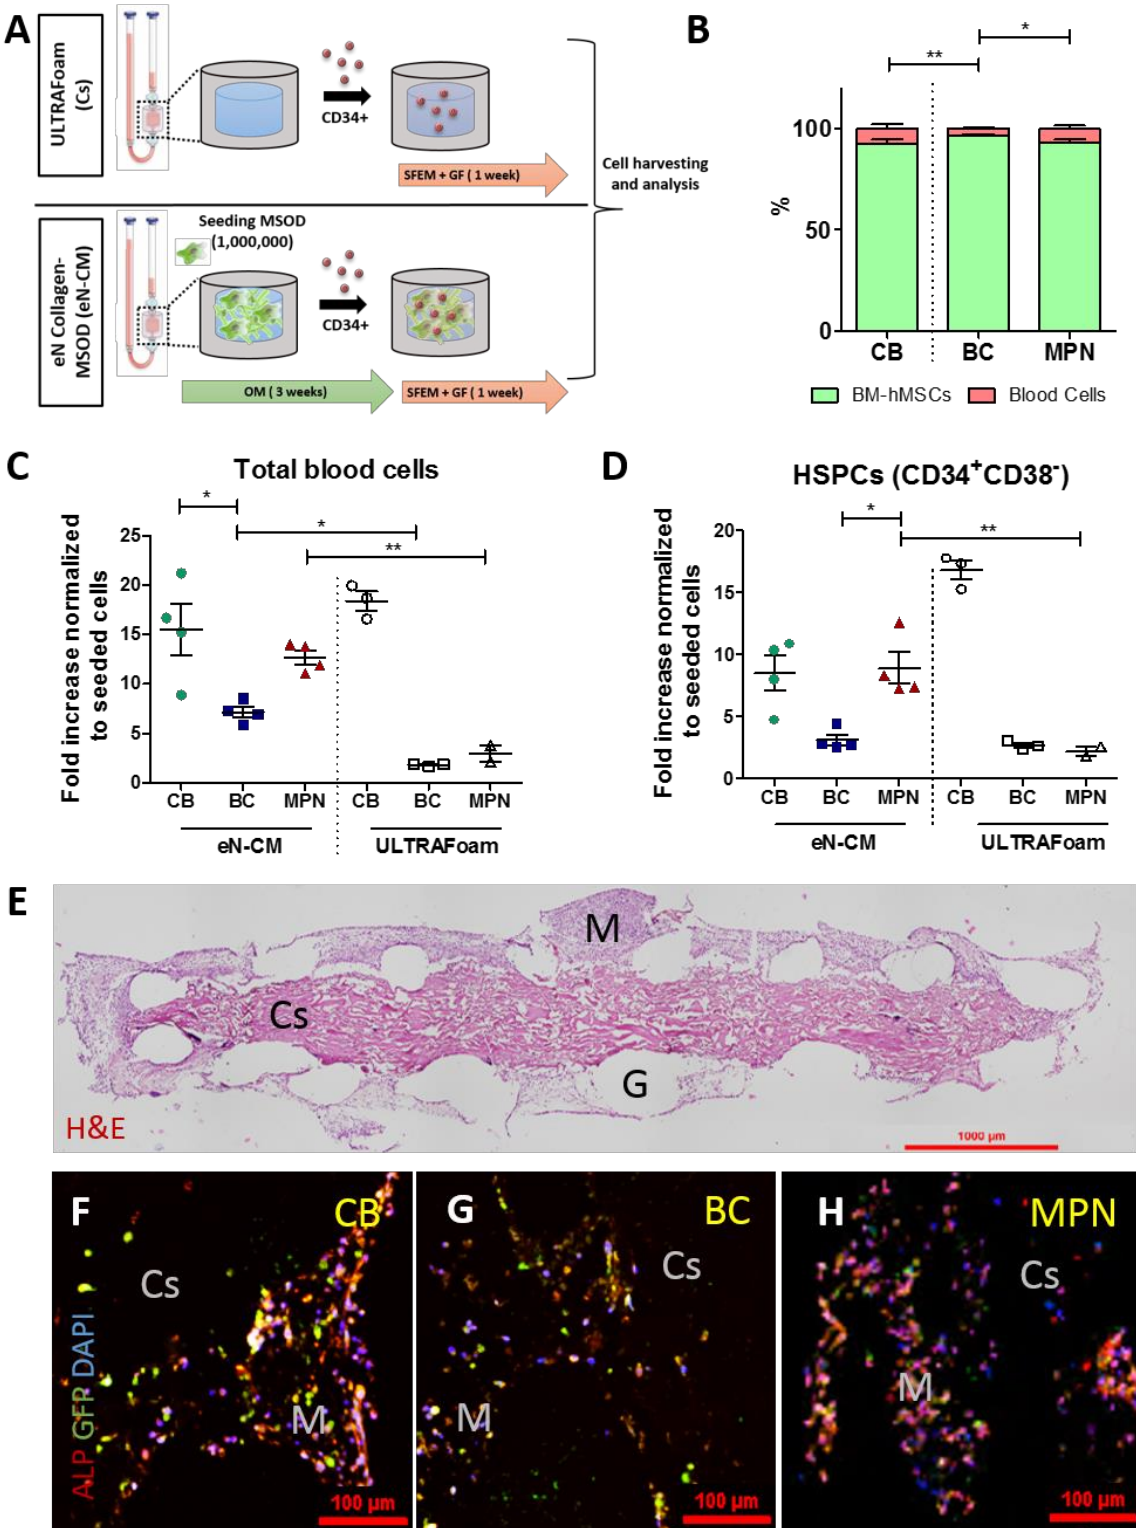 A
ULTRAFoam
(Cs)
CD34+
SFEM + GF ( 1 week)
Cell harvesting
and analysis
eN Collagen-
MSOD (eN-CM)
Seeding MSOD
(1,000,000)
CD34+
OM ( 3 weeks)
SFEM + GF ( 1 week)
B
*
**
100
50
0
%
CB
BC
MPN
BM-hMSCs
Blood Cells
C
Total blood cells
*
*
**
Fold increase normalized
to seeded cells
25
20
15
10
5
0
CB
BC
MPN
CB
BC
MPN
eN-CM
ULTRAFoam
D
HSPCs (CD34+CD38-)
*
**
Fold increase normalized
to seeded cells
20
15
10
5
0
CB
BC
MPN
CB
BC
MPN
eN-CM
ULTRAFoam
E
M
Cs
G
H&E
1000 µm
F
CB
Cs
M
ALP GFP DAPI
100 µm
G
BC
Cs
M
100 µm
H
MPN
Cs
M
100 µm